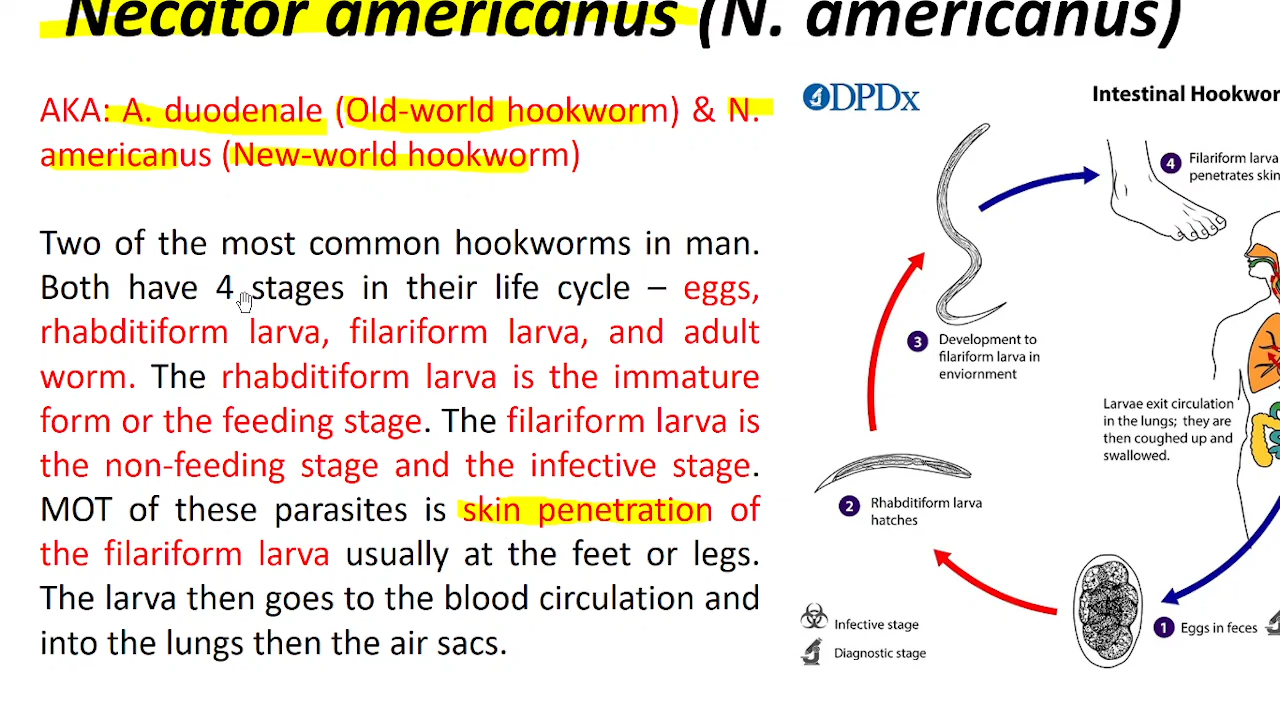 Necator americanus (N. americanus)
AKA: A. duodenale (Old-world hookworm) & N.
americanus (New-world hookworm)
Two of the most common hookworms in man.
Both have 4 stages in their life cycle – eggs,
rhabditiform larva, filariform larva, and adult
worm. The rhabditiform larva is the immature
form or the feeding stage. The filariform larva is
the non-feeding stage and the infective stage.
MOT of these parasites is skin penetration of
the filariform larva usually at the feet or legs.
The larva then goes to the blood circulation and
into the lungs then the air sacs.
DPDx
Intestinal Hookwor
4 Filariform larva
penetrates skin
3 Development to
filariform larva in
enviornment
Larvae exit circulation
in the lungs; they are
then coughed up and
swallowed.
2 Rhabditiform larva
hatches
1 Eggs in feces
Infective stage
Diagnostic stage